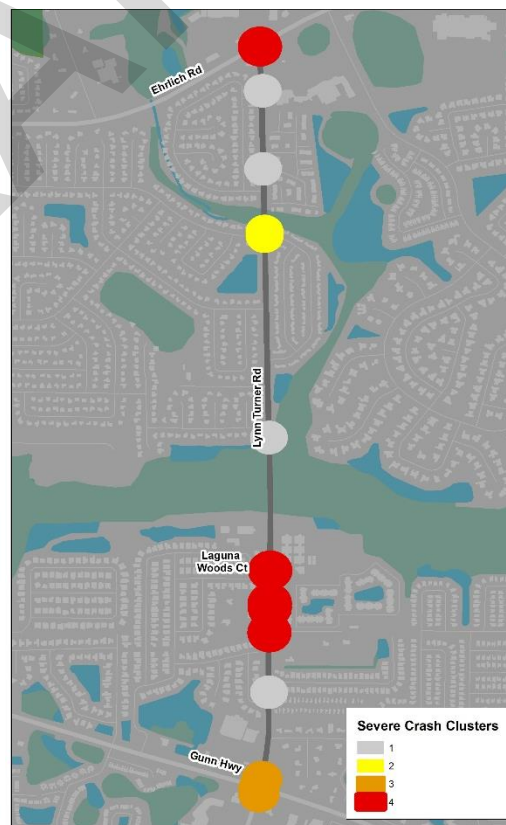 Ehrlich Rd
Lynn Turner Rd
Laguna
Woods Ct
Gunn Hwy
Severe Crash Clusters
1
2
3
4